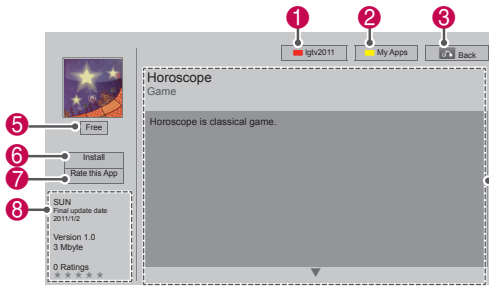 1 2 3
lgtv2011 My Apps Back
Horoscope
Game
Horoscope is classical game.
5 Free
6 Install
7 Rate this App
8 SUN
Final update date
2011/1/2
Version 1.0
3 Mbyte
0 Ratings